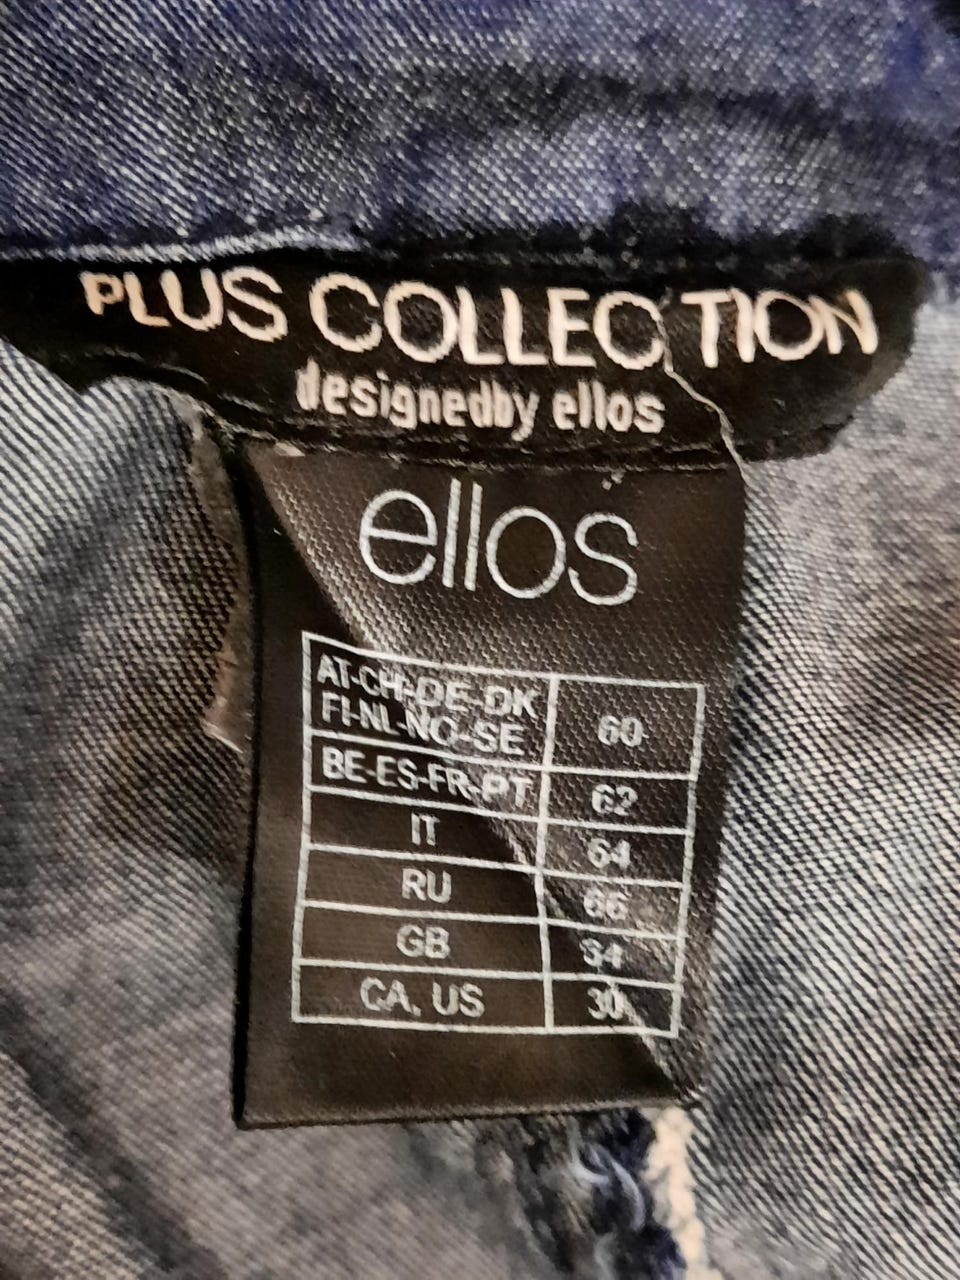 PLUS COLLECTION
designedby ellos
ellos
AT-CH-DE-DK
FI-NL-NO-SE 60
BE-ES-FR-PT 62
IT 64
RU 66
GB 34
CA, US 30